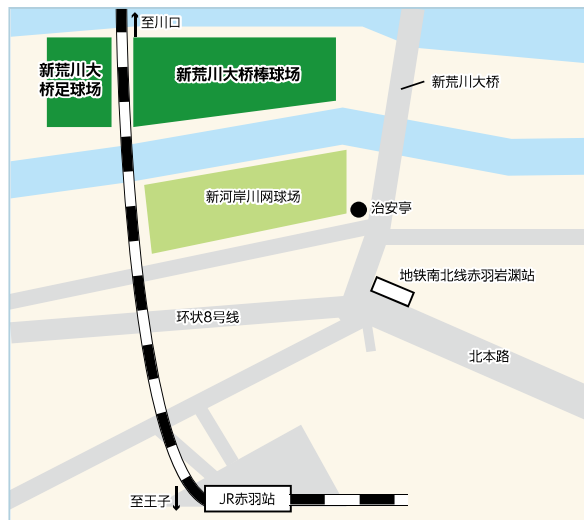 至川口
新荒川大
桥足球场
新荒川大桥棒球场
新荒川大桥
新河岸川网球场
治安亭
地铁南北线赤羽岩渊站
环状8号线
北本路
至王子
JR赤羽站